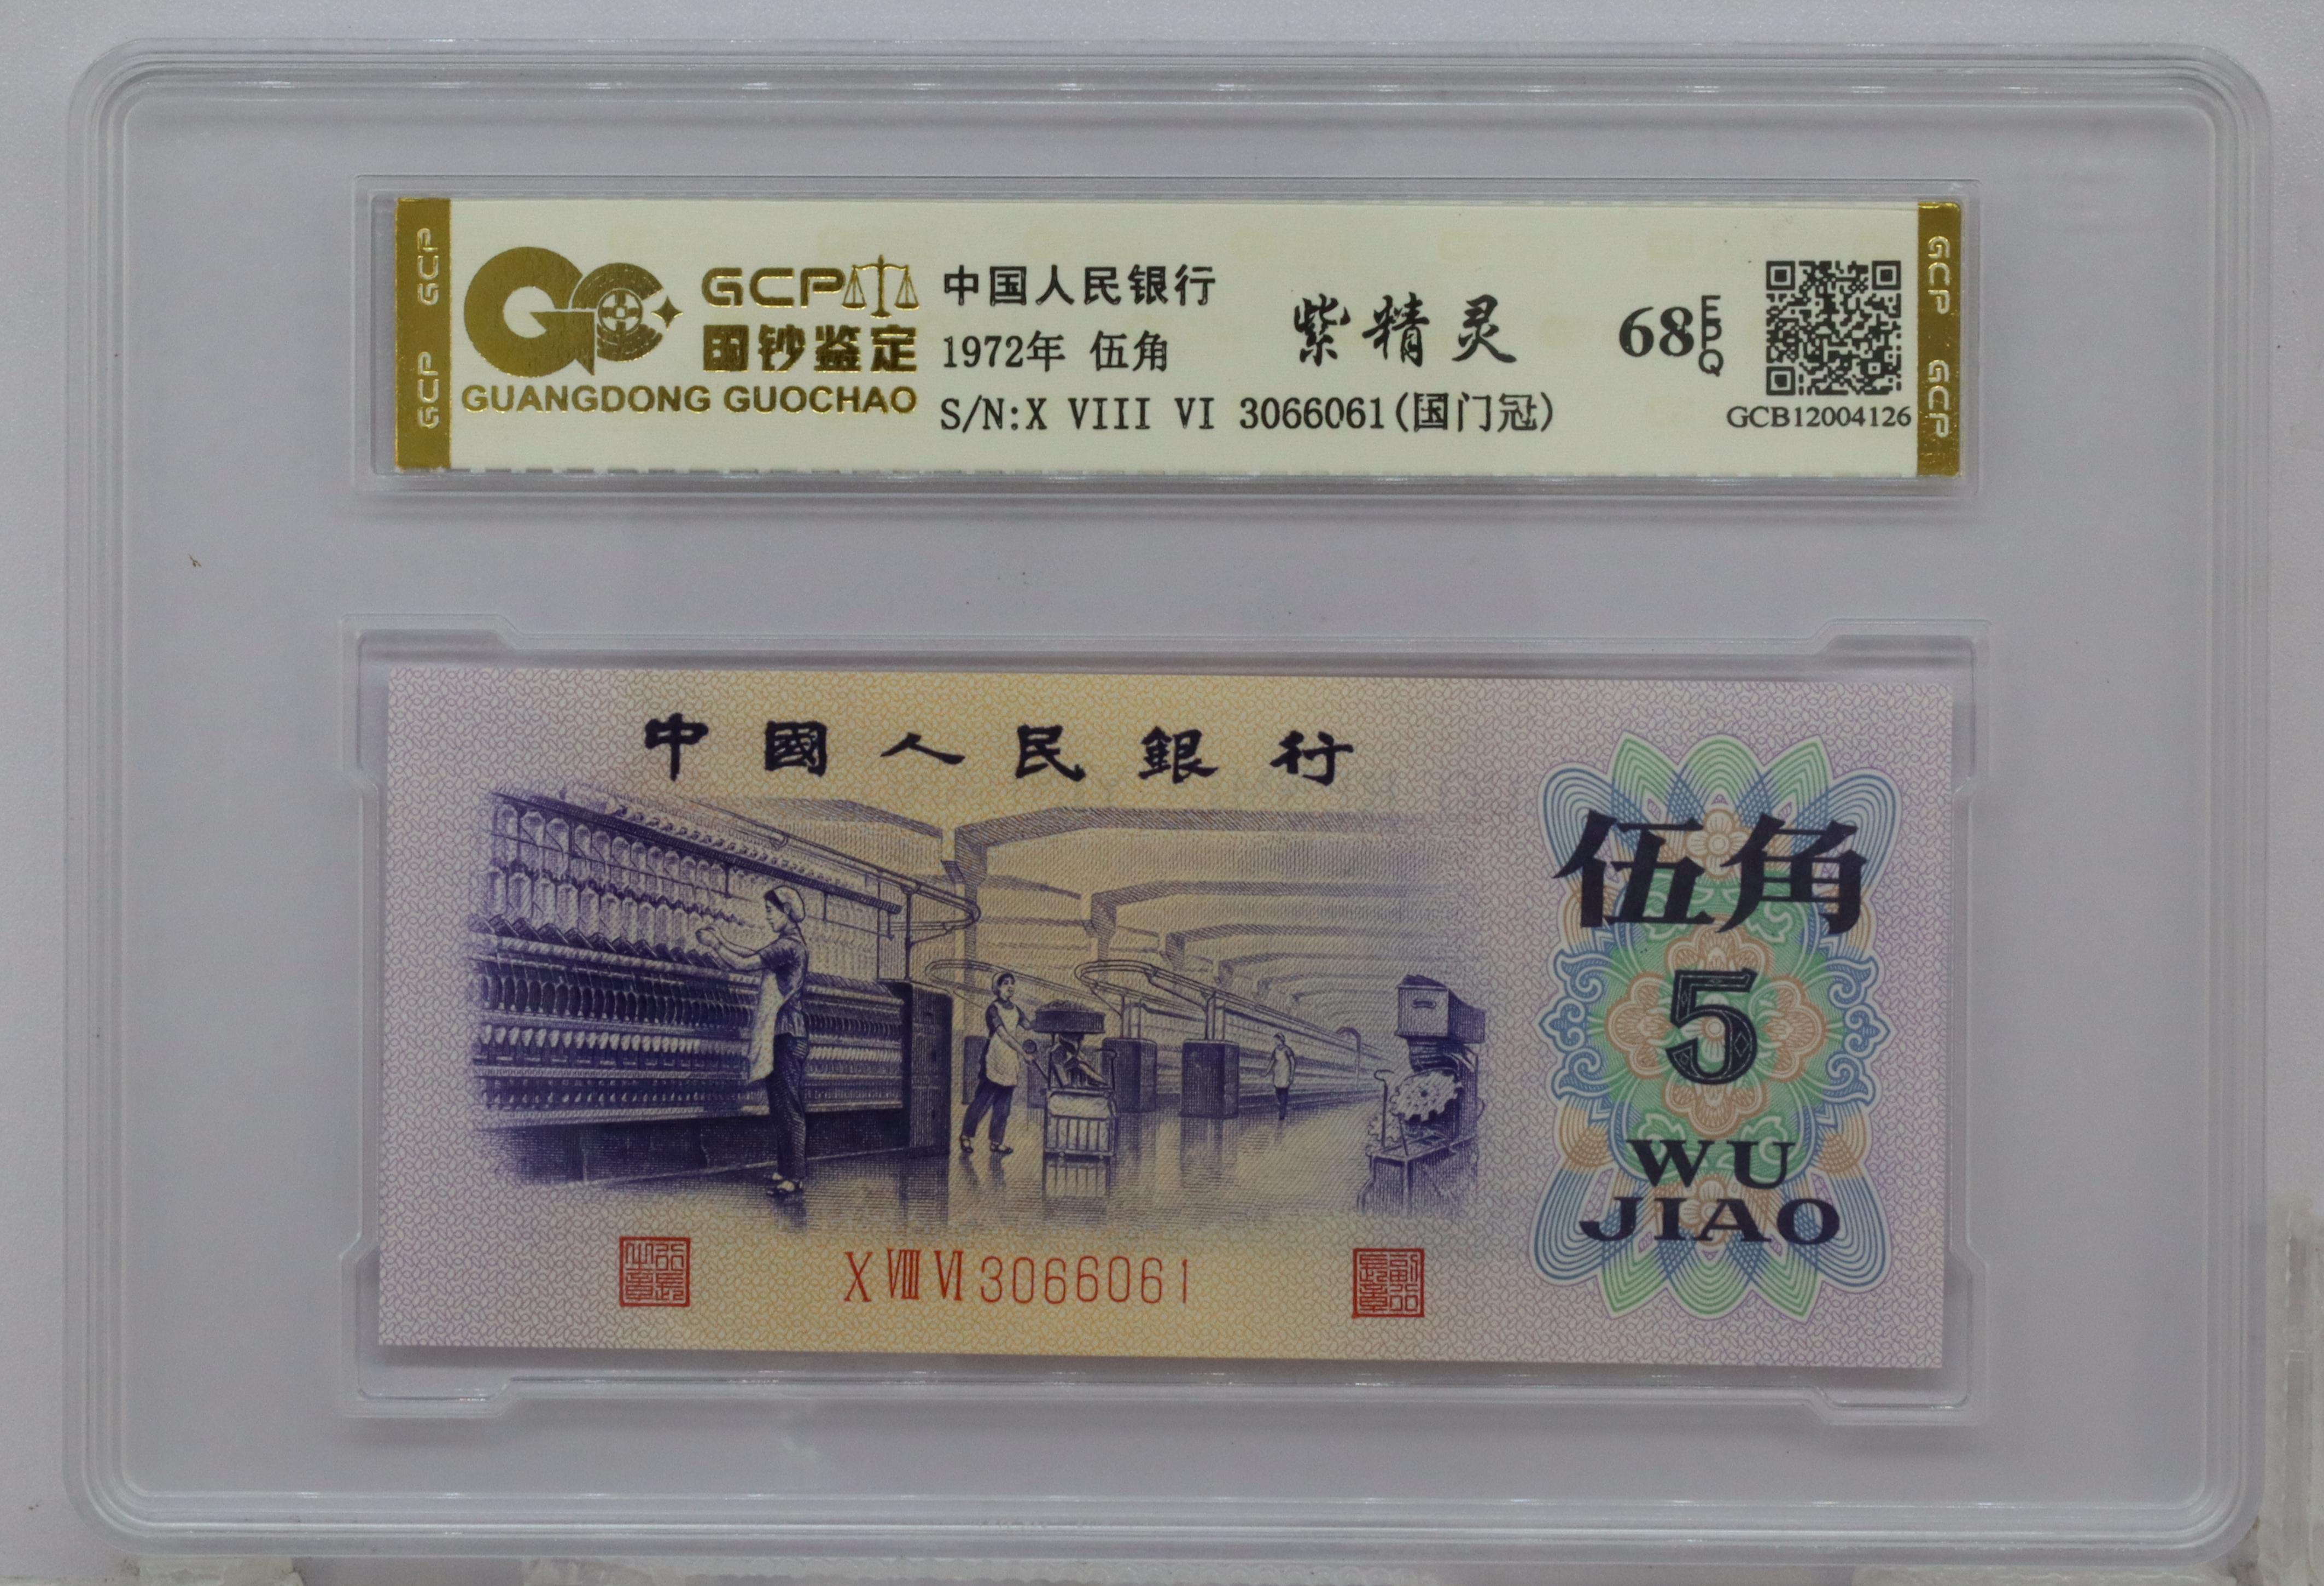 GCP GCP
GCP
国钞鉴定
GUANGDONG GUOCHAO
中国人民银行
1972年 伍角
S/N:X VIII VI 3066061(国门冠)
紫精灵
68 EPQ
GCB12004126
GCP GCP
中國人民銀行
伍角
5
WU
JIAO
X VIII VI 3066061